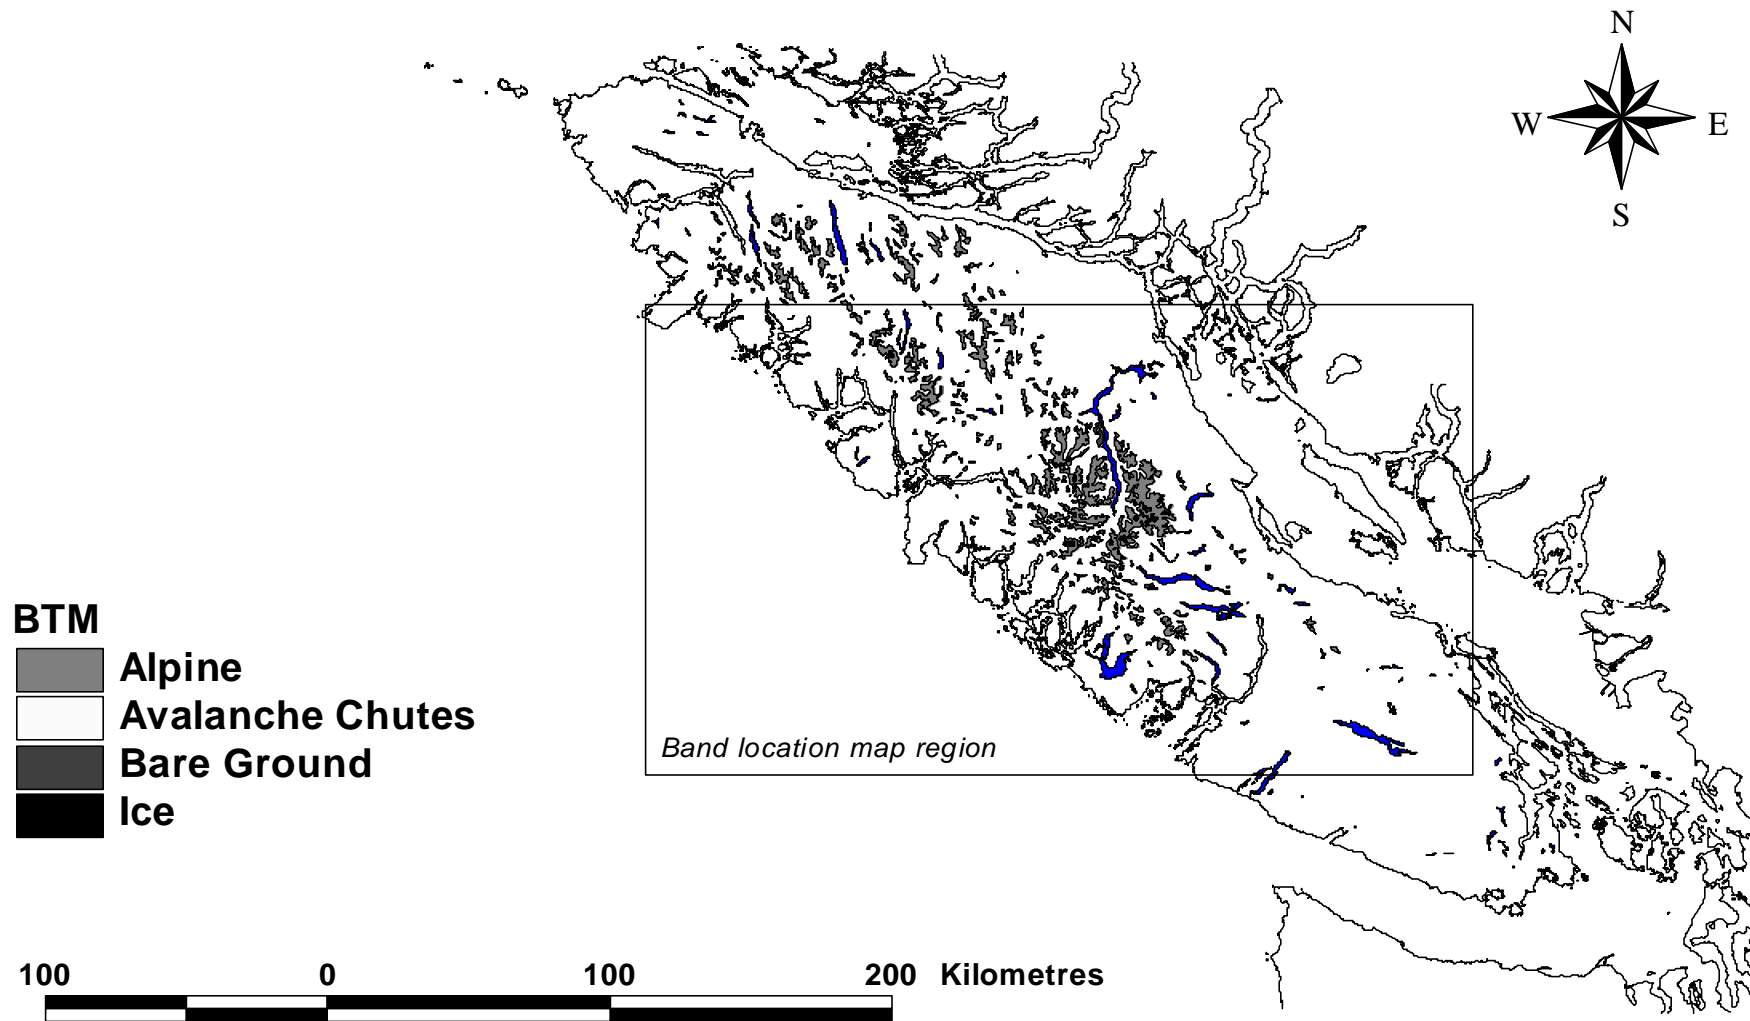 N
W E
S
Band location map region
BTM
Alpine
Avalanche Chutes
Bare Ground
Ice
100 0 100 200 Kilometres